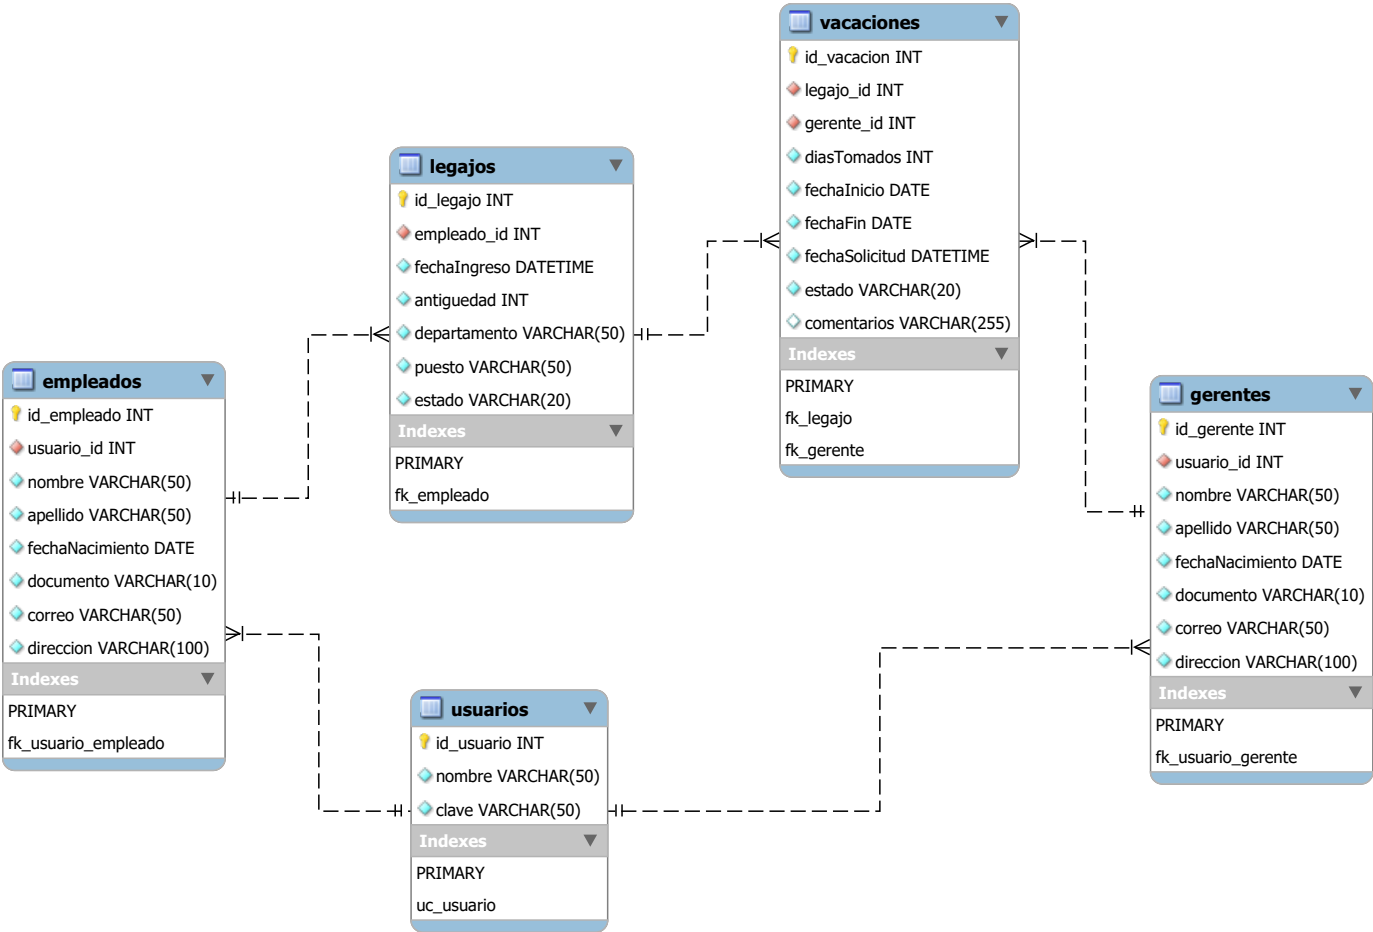 vacaciones
id_vacacion INT
legajo_id INT
gerente_id INT
diasTomados INT
fechaInicio DATE
fechaFin DATE
fechaSolicitud DATETIME
estado VARCHAR(20)
comentarios VARCHAR(255)
Indexes
PRIMARY
fk_legajo
fk_gerente
legajos
id_legajo INT
empleado_id INT
fechaIngreso DATETIME
antiguedad INT
departamento VARCHAR(50)
puesto VARCHAR(50)
estado VARCHAR(20)
Indexes
PRIMARY
fk_empleado
empleados
id_empleado INT
usuario_id INT
nombre VARCHAR(50)
apellido VARCHAR(50)
fechaNacimiento DATE
documento VARCHAR(10)
correo VARCHAR(50)
direccion VARCHAR(100)
Indexes
PRIMARY
fk_usuario_empleado
gerentes
id_gerente INT
usuario_id INT
nombre VARCHAR(50)
apellido VARCHAR(50)
fechaNacimiento DATE
documento VARCHAR(10)
correo VARCHAR(50)
direccion VARCHAR(100)
Indexes
PRIMARY
fk_usuario_gerente
usuarios
id_usuario INT
nombre VARCHAR(50)
clave VARCHAR(50)
Indexes
PRIMARY
uc_usuario